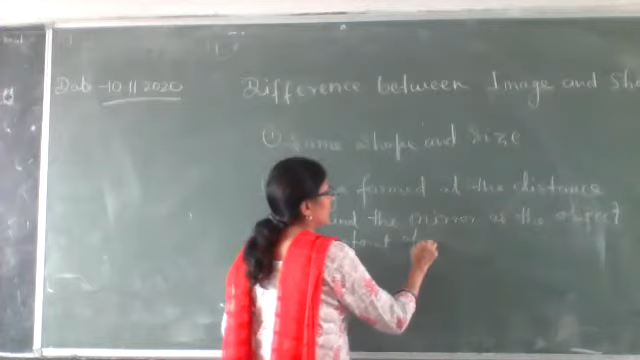 Date - 10.11.2020
Difference between Image and Sha
① Same shape and size
formed at the distance
the mirror as the object